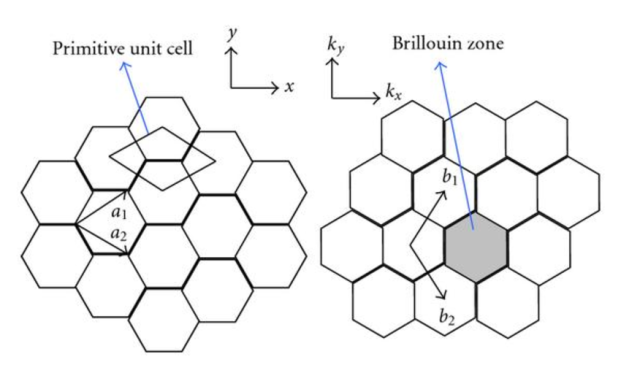 Primitive unit cell
y
x
a1
a2
Brillouin zone
ky
kx
b1
b2